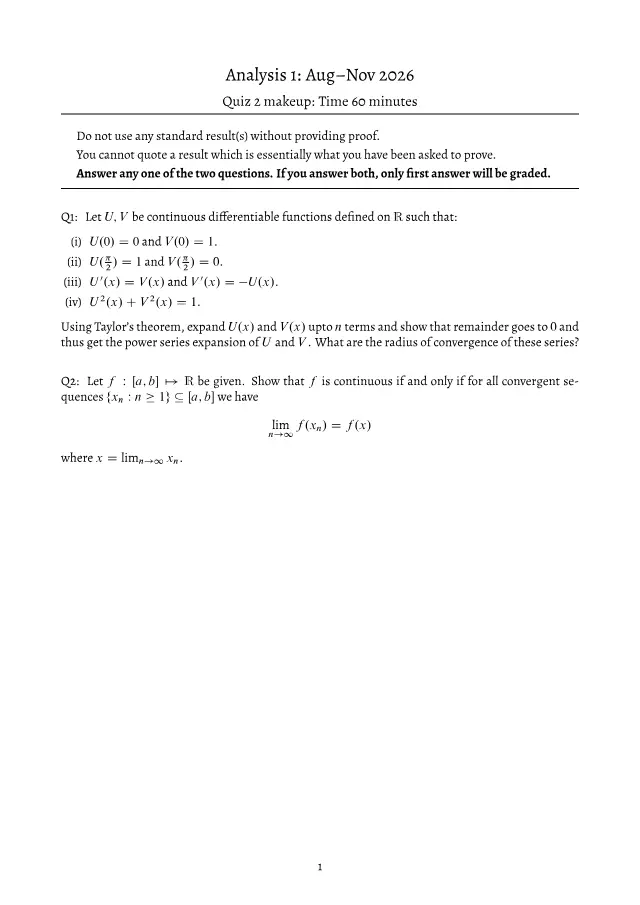 Analysis 1: Aug–Nov 2026
Quiz 2 makeup: Time 60 minutes
Do not use any standard result(s) without providing proof.
You cannot quote a result which is essentially what you have been asked to prove.
Answer any one of the two questions. If you answer both, only first answer will be graded.
Q1: Let U, V be continuous differentiable functions defined on ℝ such that:
(i) U(0) = 0 and V(0) = 1.
(ii) U(π/2) = 1 and V(π/2) = 0.
(iii) U′(x) = V(x) and V′(x) = −U(x).
(iv) U²(x) + V²(x) = 1.
Using Taylor's theorem, expand U(x) and V(x) upto n terms and show that remainder goes to 0 and
thus get the power series expansion of U and V. What are the radius of convergence of these series?
Q2: Let f : [a, b] ↦ ℝ be given. Show that f is continuous if and only if for all convergent se-
quences {xₙ : n ≥ 1} ⊆ [a, b] we have
lim n→∞ f(xₙ) = f(x)
where x = limₙ→∞ xₙ.
1